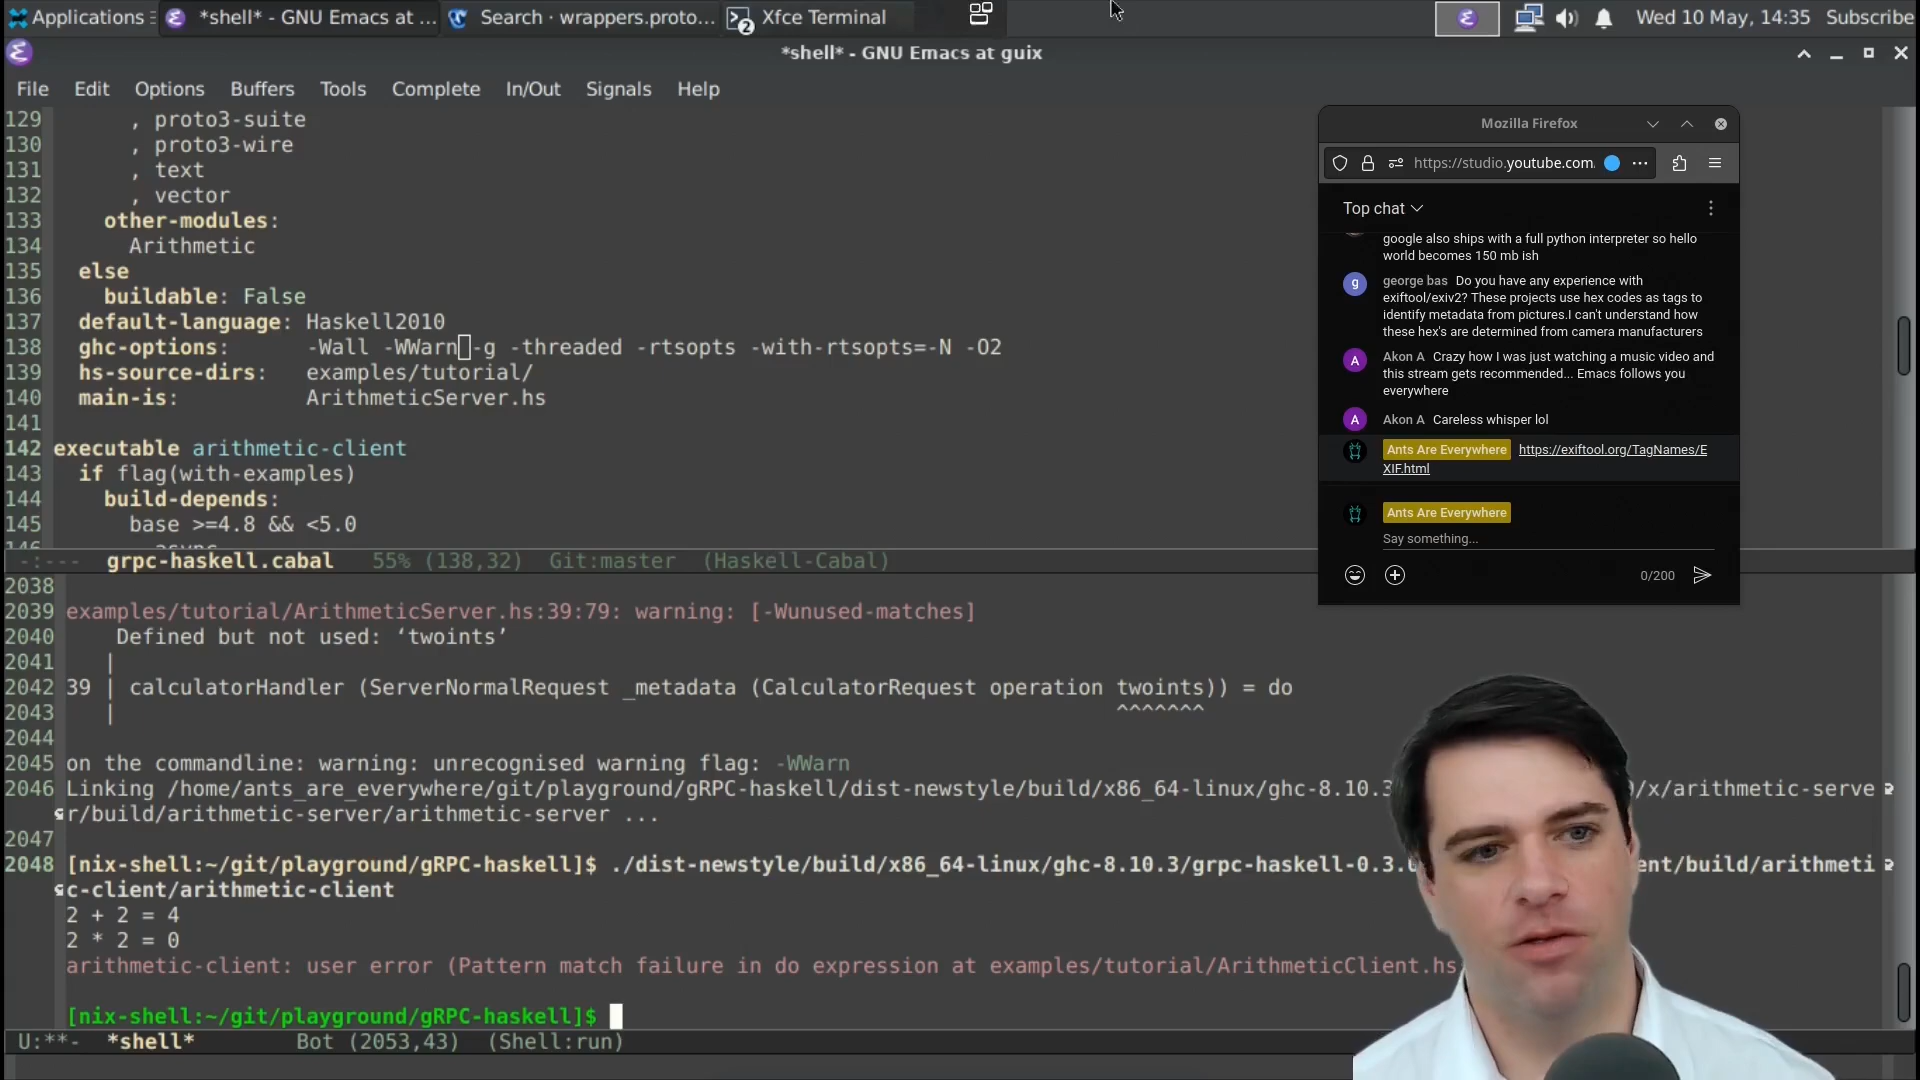 Applications
*shell* - GNU Emacs at ...
Search · wrappers.proto...
2
Xfce Terminal
Wed 10 May, 14:35
Subscribe
*shell* - GNU Emacs at guix
File Edit Options Buffers Tools Complete In/Out Signals Help
129 , proto3-suite
130 , proto3-wire
131 , text
132 , vector
133 other-modules:
134 Arithmetic
135 else
136 buildable: False
137 default-language: Haskell2010
138 ghc-options: -Wall -WWarn -g -threaded -rtsopts -with-rtsopts=-N -O2
139 hs-source-dirs: examples/tutorial/
140 main-is: ArithmeticServer.hs
141
142 executable arithmetic-client
143 if flag(with-examples)
144 build-depends:
145 base >=4.8 && <5.0
-:--- grpc-haskell.cabal 55% (138,32) Git:master (Haskell-Cabal)
2038
2039 examples/tutorial/ArithmeticServer.hs:39:79: warning: [-Wunused-matches]
2040 Defined but not used: ‘twoints’
2041 |
2042 39 | calculatorHandler (ServerNormalRequest _metadata (CalculatorRequest operation twoints)) = do
2043 | ^^^^^^^
2044
2045 on the commandline: warning: unrecognised warning flag: -WWarn
2046 Linking /home/ants_are_everywhere/git/playground/gRPC-haskell/dist-newstyle/build/x86_64-linux/ghc-8.10.3 /x/arithmetic-serve
r/build/arithmetic-server/arithmetic-server ...
2047
2048 [nix-shell:~/git/playground/gRPC-haskell]$ ./dist-newstyle/build/x86_64-linux/ghc-8.10.3/grpc-haskell-0.3. ent/build/arithmeti
c-client/arithmetic-client
2 + 2 = 4
2 * 2 = 0
arithmetic-client: user error (Pattern match failure in do expression at examples/tutorial/ArithmeticClient.hs
[nix-shell:~/git/playground/gRPC-haskell]$
U:**- *shell* Bot (2053,43) (Shell:run)
Mozilla Firefox
https://studio.youtube.com
Top chat
google also ships with a full python interpreter so hello
world becomes 150 mb ish
g
george bas Do you have any experience with
exiftool/exiv2? These projects use hex codes as tags to
identify metadata from pictures.I can't understand how
these hex's are determined from camera manufacturers
A
Akon A Crazy how I was just watching a music video and
this stream gets recommended... Emacs follows you
everywhere
A
Akon A Careless whisper lol
Ants Are Everywhere https://exiftool.org/TagNames/E
XIF.html
Ants Are Everywhere
Say something...
0/200